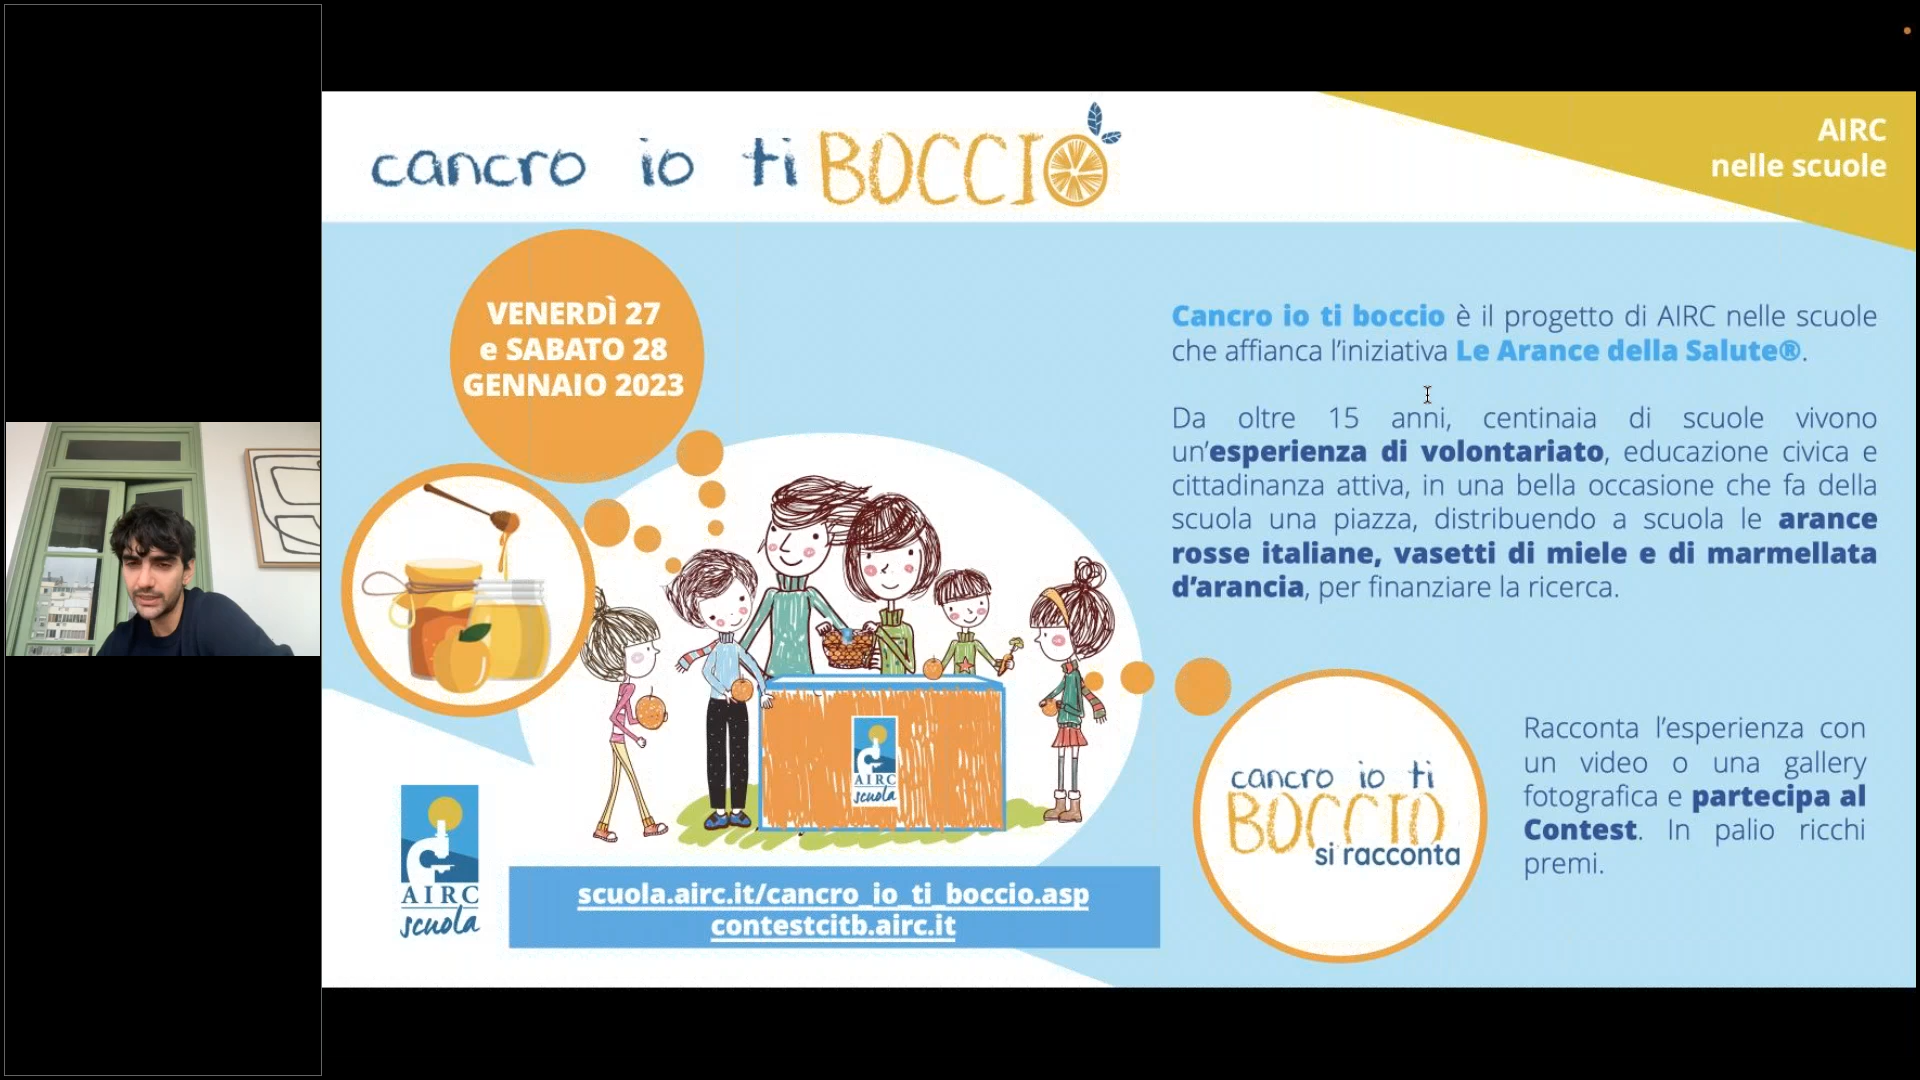 cancro io ti BOCCIO
AIRC
nelle scuole
VENERDÌ 27
e SABATO 28
GENNAIO 2023
Cancro io ti boccio è il progetto di AIRC nelle scuole
che affianca l’iniziativa Le Arance della Salute®.
Da oltre 15 anni, centinaia di scuole vivono
un’esperienza di volontariato, educazione civica e
cittadinanza attiva, in una bella occasione che fa della
scuola una piazza, distribuendo a scuola le arance
rosse italiane, vasetti di miele e di marmellata
d’arancia, per finanziare la ricerca.
AIRC
scuola
Racconta l’esperienza con
un video o una gallery
fotografica e partecipa al
Contest. In palio ricchi
premi.
cancro io ti
BOCCIO
si racconta
AIRC
scuola
scuola.airc.it/cancro_io_ti_boccio.asp
contestcitb.airc.it